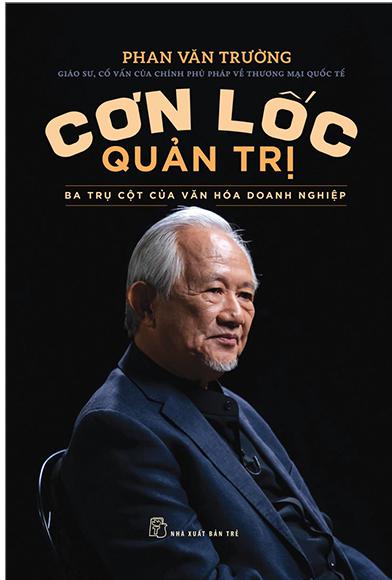 PHAN VĂN TRƯỜNG
GIÁO SƯ, CỐ VẤN CỦA CHÍNH PHỦ PHÁP VỀ THƯƠNG MẠI QUỐC TẾ
CƠN LỐC
QUẢN TRỊ
BA TRỤ CỘT CỦA VĂN HÓA DOANH NGHIỆP
NHÀ XUẤT BẢN TRẺ